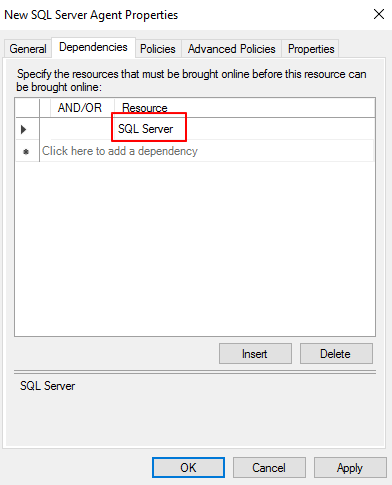 New SQL Server Agent Properties
General Dependencies Policies Advanced Policies Properties
Specify the resources that must be brought online before this resource can
be brought online:
AND/OR Resource
SQL Server
Click here to add a dependency
Insert Delete
SQL Server
OK Cancel Apply